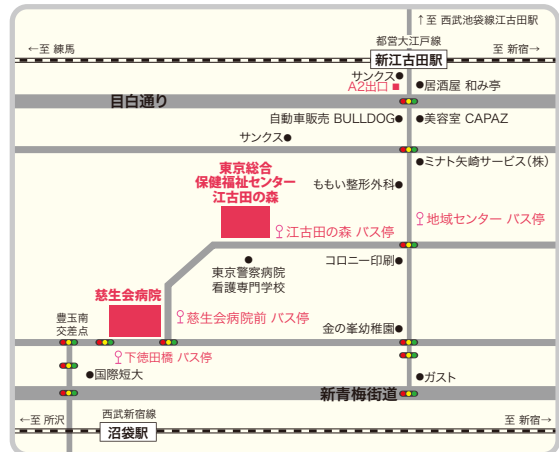 ↑至 西武池袋線江古田駅
←至 練馬
都営大江戸線
至 新宿→
新江古田駅
サンクス
A2出口
居酒屋 和み亭
目白通り
自動車販売 BULLDOG
美容室 CAPAZ
サンクス
ミナト矢崎サービス(株)
東京総合
保健福祉センター
江古田の森
ももい整形外科
地域センター バス停
江古田の森 バス停
東京警察病院
看護専門学校
コロニー印刷
慈生会病院
豊玉南
交差点
慈生会病院前 バス停
金の峯幼稚園
下徳田橋 バス停
国際短大
ガスト
新青梅街道
←至 所沢
西武新宿線
沼袋駅
至 新宿→